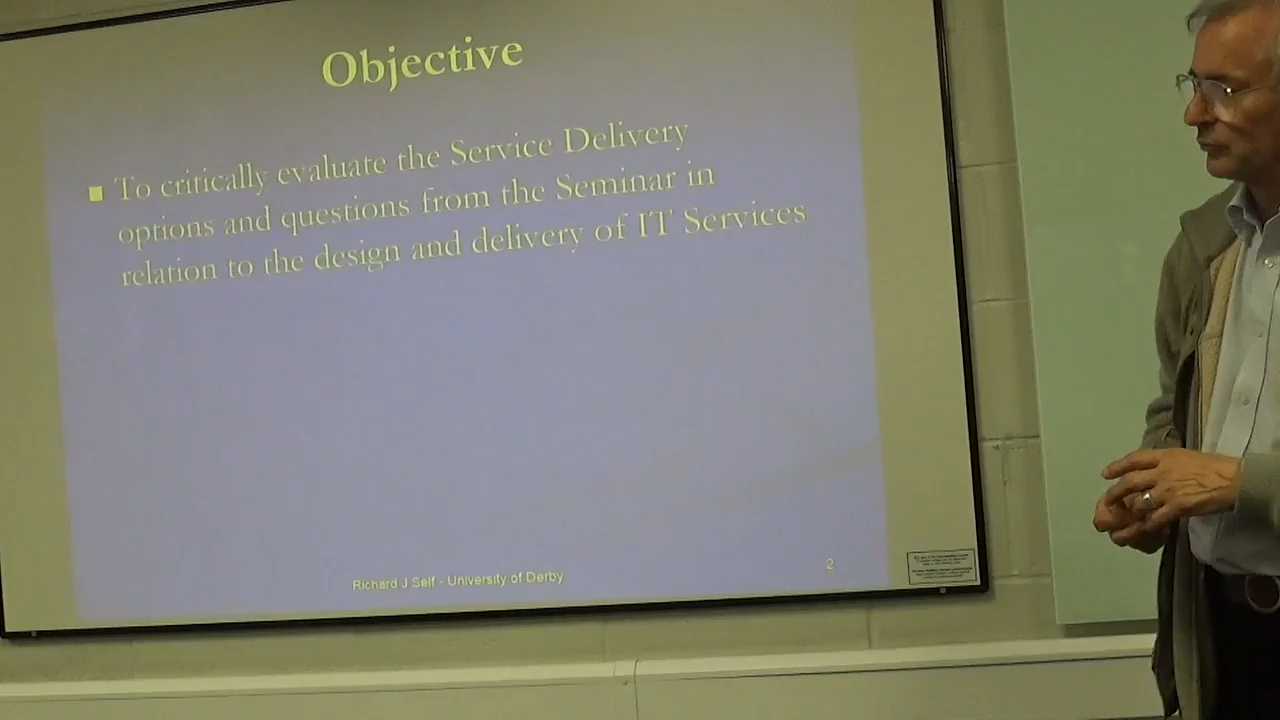 Objective
To critically evaluate the Service Delivery
options and questions from the Seminar in
relation to the design and delivery of IT Services
Richard J Self - University of Derby
2